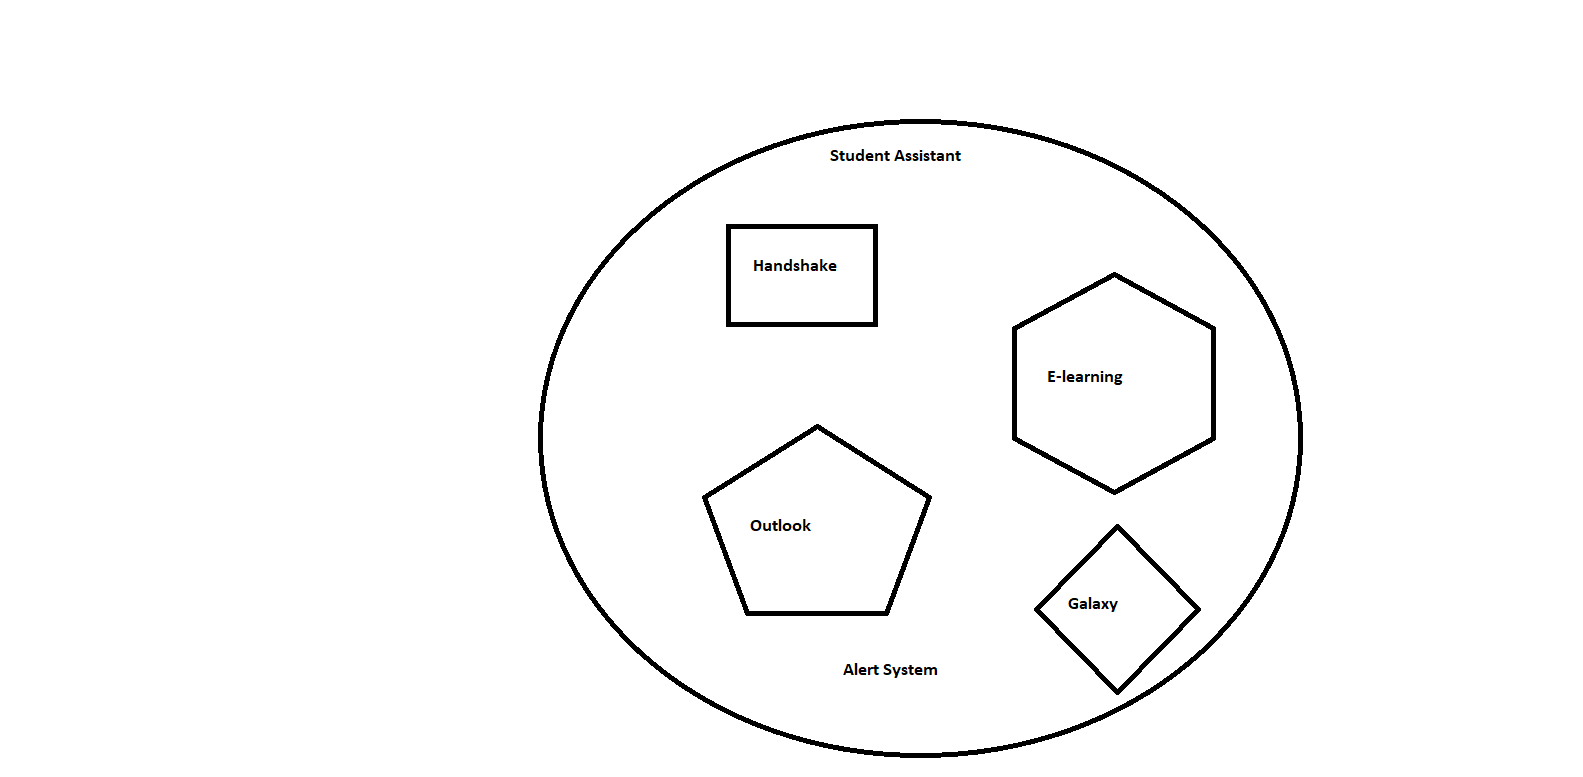 Student Assistant
Handshake
E-learning
Outlook
Galaxy
Alert System